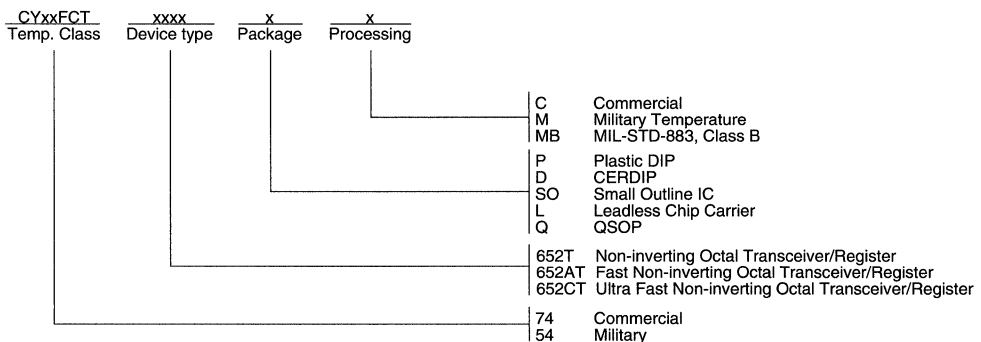 CYxxFCT xxxx x x
Temp. Class Device type Package Processing
C Commercial
M Military Temperature
MB MIL-STD-883, Class B
P Plastic DIP
D CERDIP
SO Small Outline IC
L Leadless Chip Carrier
Q QSOP
652T Non-inverting Octal Transceiver/Register
652AT Fast Non-inverting Octal Transceiver/Register
652CT Ultra Fast Non-inverting Octal Transceiver/Register
74 Commercial
54 Military